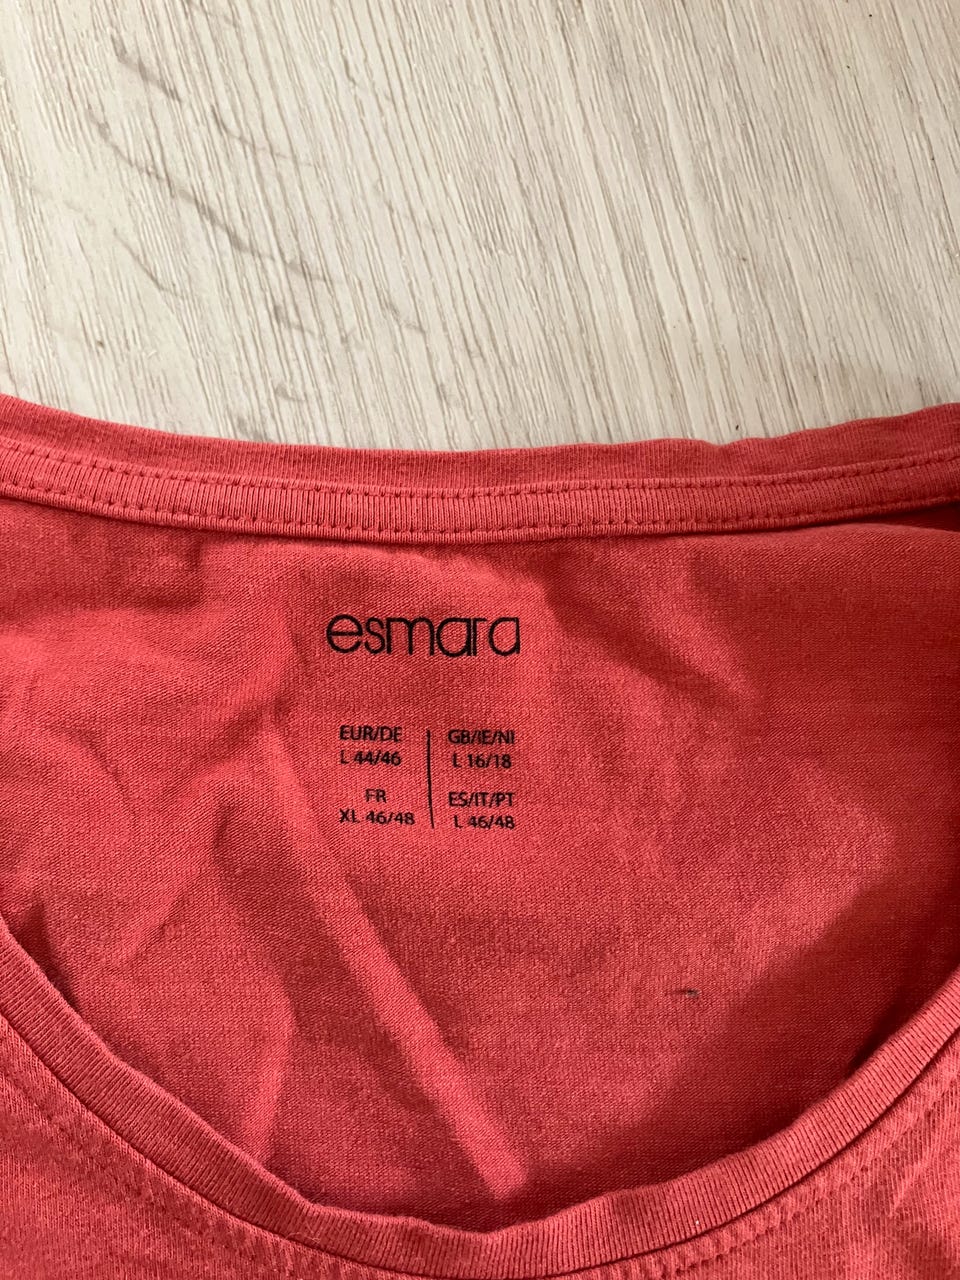 esmara
EUR/DE
L 44/46
GB/IE/NI
L 16/18
FR
XL 46/48
ES/IT/PT
L 46/48